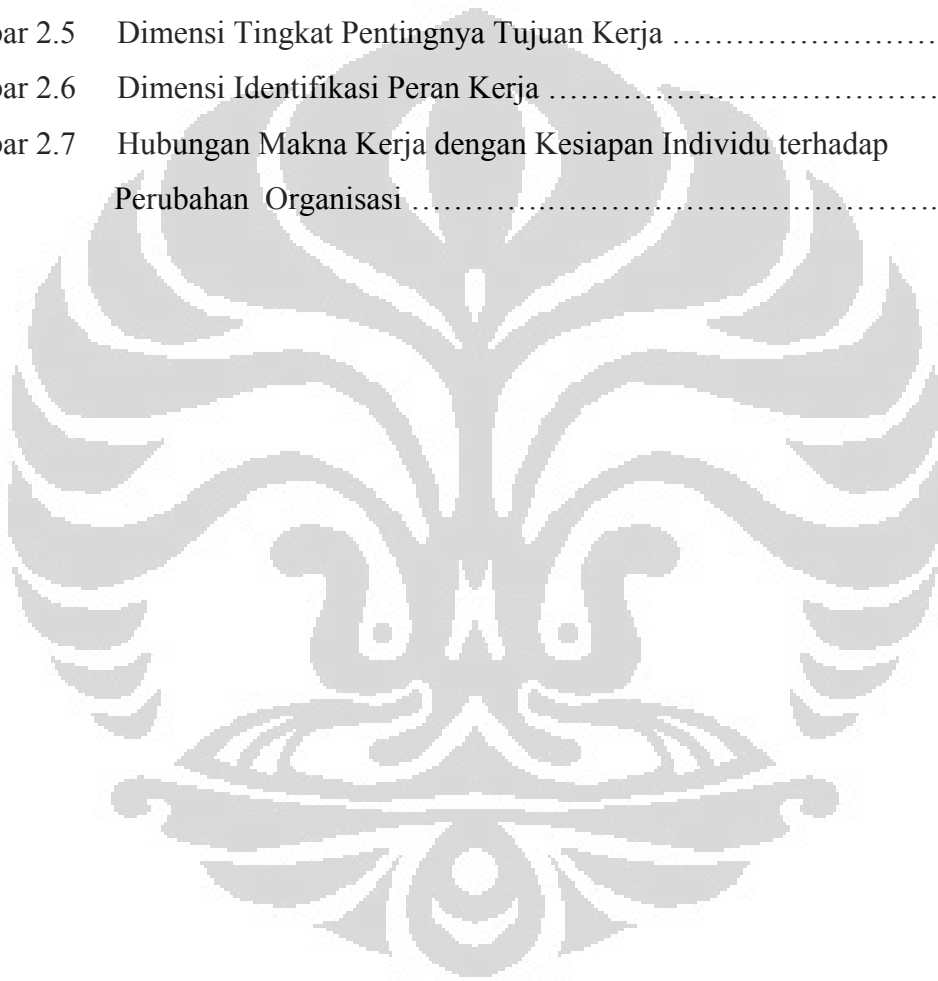 bar 2.5 Dimensi Tingkat Pentingnya Tujuan Kerja ……………………
bar 2.6 Dimensi Identifikasi Peran Kerja ………………………………
bar 2.7 Hubungan Makna Kerja dengan Kesiapan Individu terhadap
Perubahan Organisasi …………………………………………